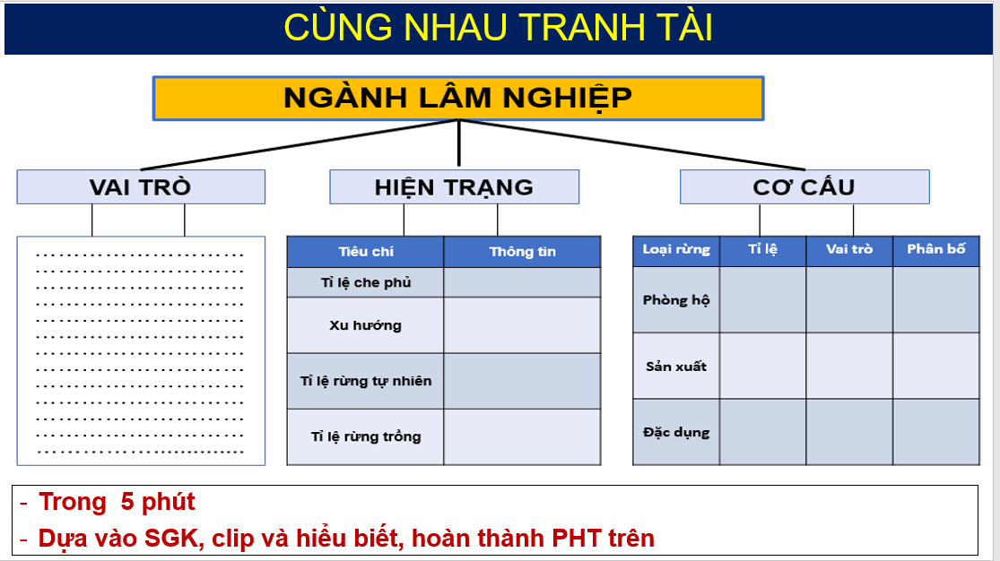 CÙNG NHAU TRANH TÀI
NGÀNH LÂM NGHIỆP
VAI TRÒ
HIỆN TRẠNG
CƠ CẤU
Tiêu chí Thông tin
Tỉ lệ che phủ
Xu hướng
Tỉ lệ rừng tự nhiên
Tỉ lệ rừng trồng
Loại rừng Tỉ lệ Vai trò Phân bố
Phòng hộ
Sản xuất
Đặc dụng
- Trong 5 phút
- Dựa vào SGK, clip và hiểu biết, hoàn thành PHT trên